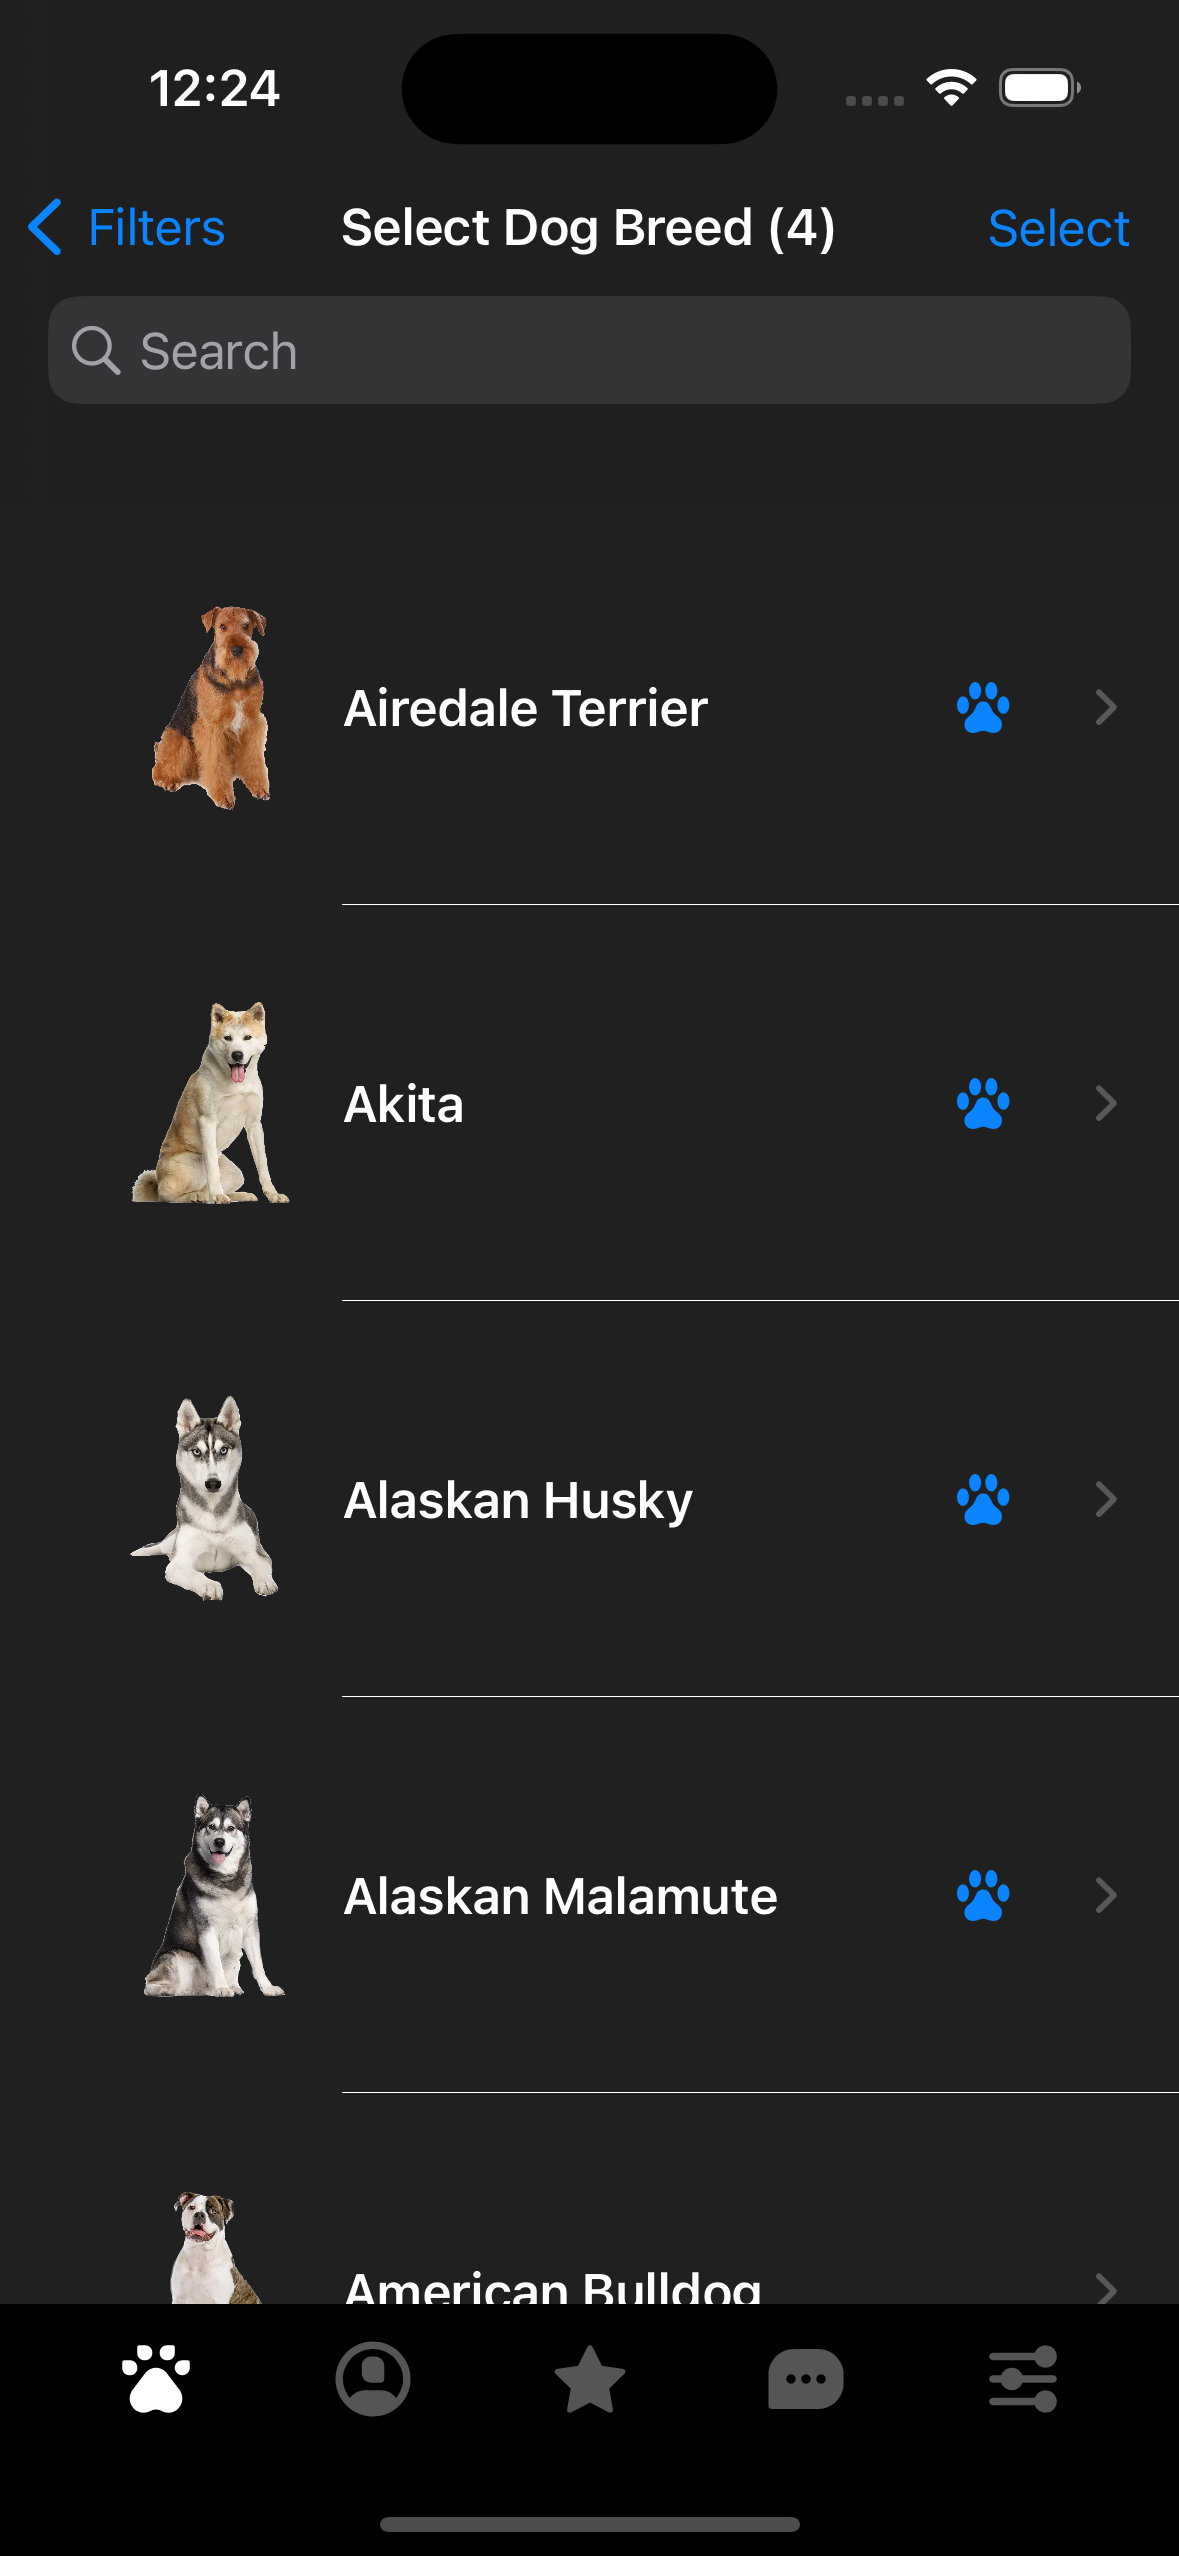 12:24
Filters
Select Dog Breed (4)
Select
Search
Airedale Terrier
Akita
Alaskan Husky
Alaskan Malamute
American Bulldog